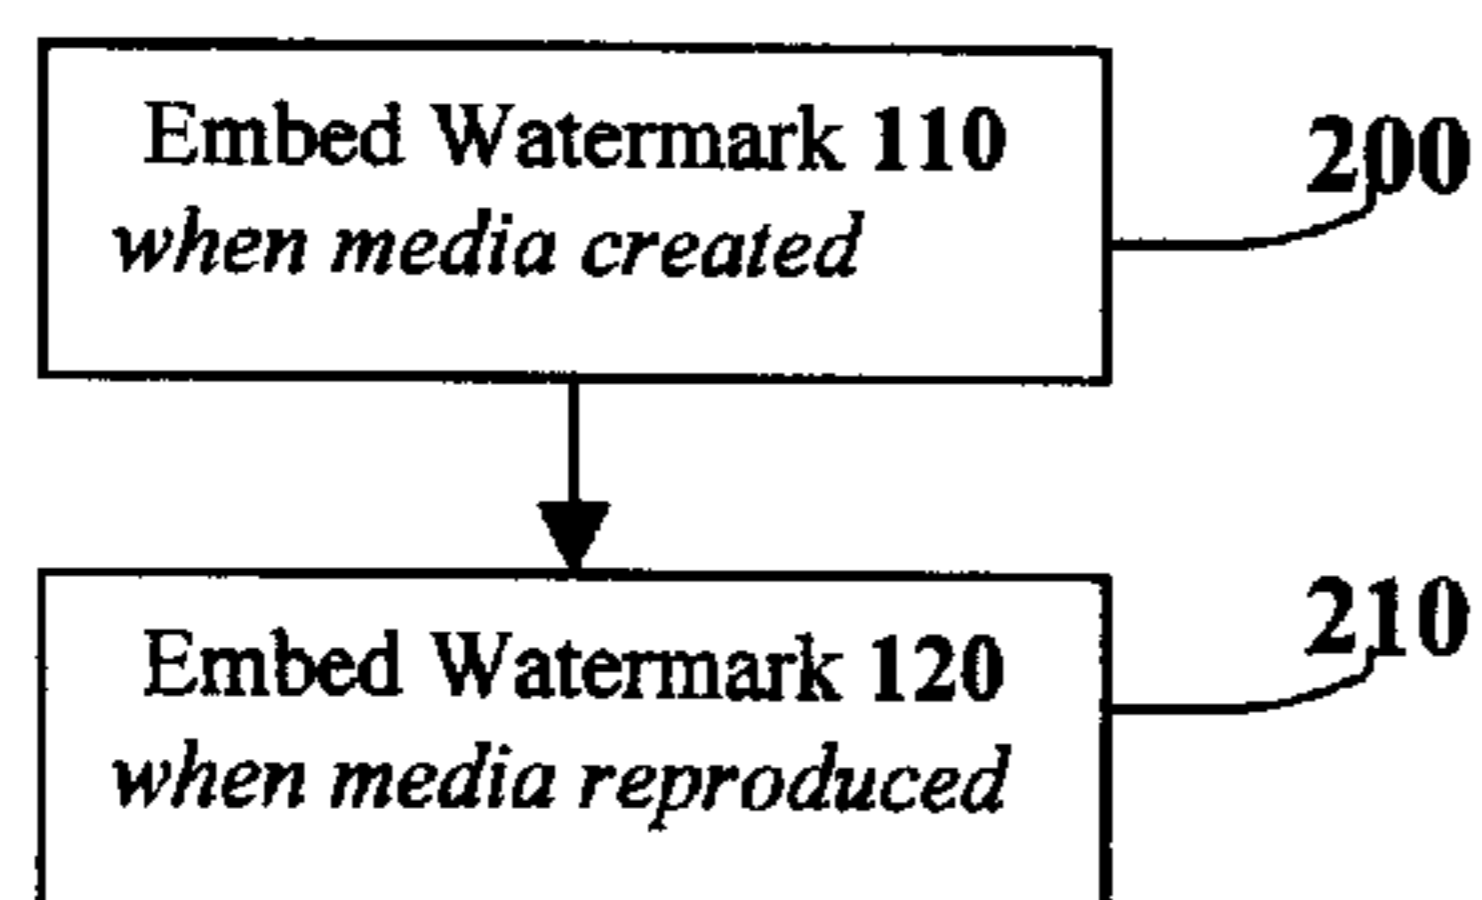 Embed Watermark 110
when media created
200
Embed Watermark 120
when media reproduced
210